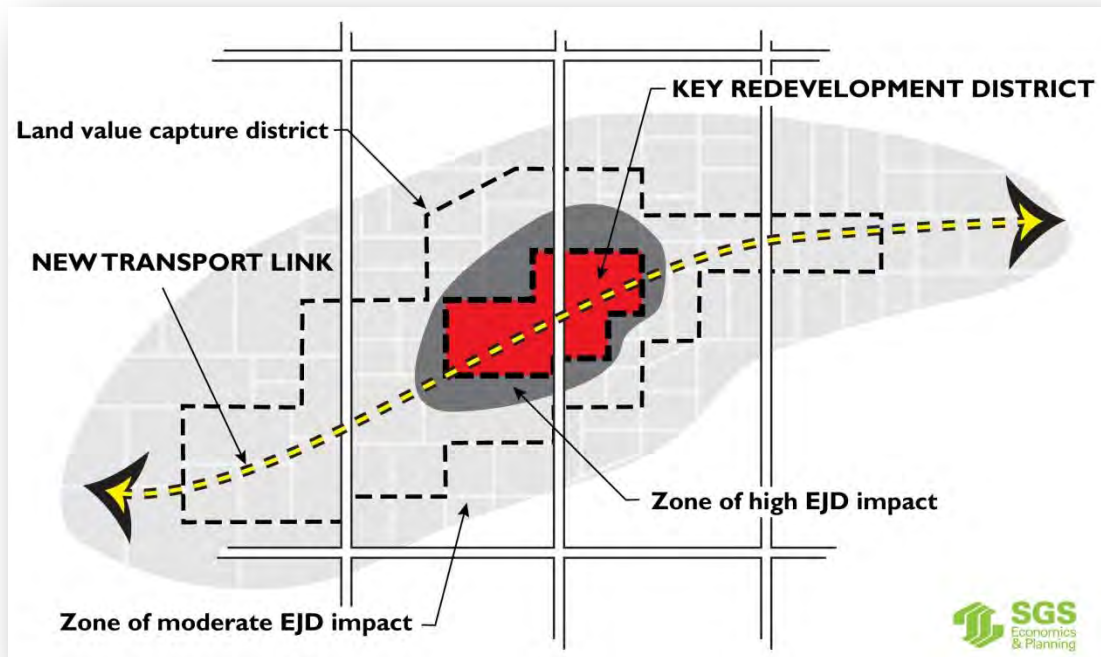 KEY REDEVELOPMENT DISTRICT
Land value capture district
NEW TRANSPORT LINK
Zone of high EJD impact
Zone of moderate EJD impact
SGS
Economics
& Planning